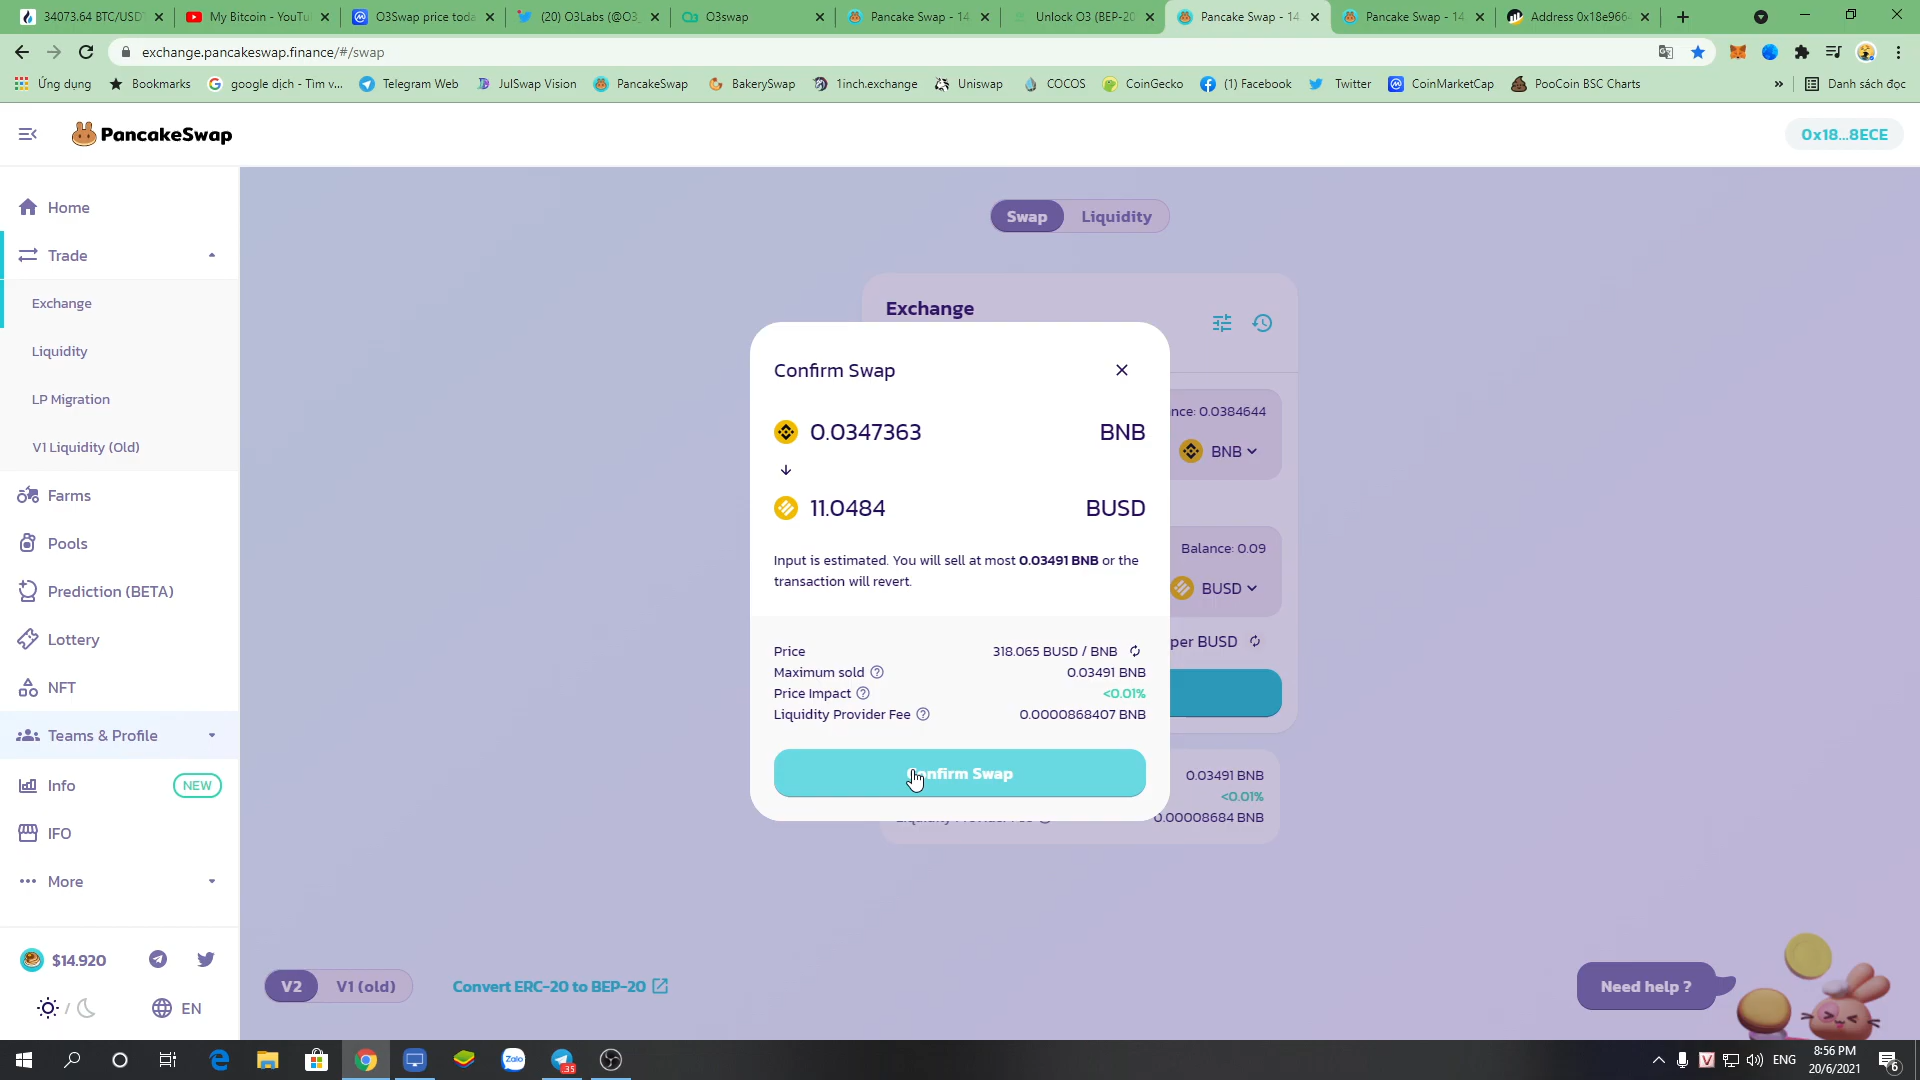 34073.64 BTC/USDT
My Bitcoin - YouTu
O3Swap price toda
(20) O3Labs (@O3_
O3swap
Pancake Swap - 14
Unlock O3 (BEP-20
Pancake Swap - 14
Pancake Swap - 14
Address 0x18e966
exchange.pancakeswap.finance/#/swap
Ứng dụng
Bookmarks
google dịch - Tìm v...
Telegram Web
JulSwap Vision
PancakeSwap
BakerySwap
1inch.exchange
Uniswap
COCOS
CoinGecko
(1) Facebook
Twitter
CoinMarketCap
PooCoin BSC Charts
»
Danh sách đọc
PancakeSwap
0x18...8ECE
Home
Trade
Exchange
Liquidity
LP Migration
V1 Liquidity (Old)
Farms
Pools
Prediction (BETA)
Lottery
NFT
Teams & Profile
Info
NEW
IFO
More
$14.920
/
EN
Swap
Liquidity
Exchange
nce: 0.0384644
BNB
Balance: 0.09
BUSD
per BUSD
0.03491 BNB
<0.01%
0.00008684 BNB
Confirm Swap
0.0347363 BNB
11.0484 BUSD
Input is estimated. You will sell at most 0.03491 BNB or the
transaction will revert.
Price 318.065 BUSD / BNB
Maximum sold 0.03491 BNB
Price Impact <0.01%
Liquidity Provider Fee 0.0000868407 BNB
Confirm Swap
V2
V1 (old)
Convert ERC-20 to BEP-20
Need help ?
Zalo
35
V
ENG
8:56 PM
20/6/2021
6